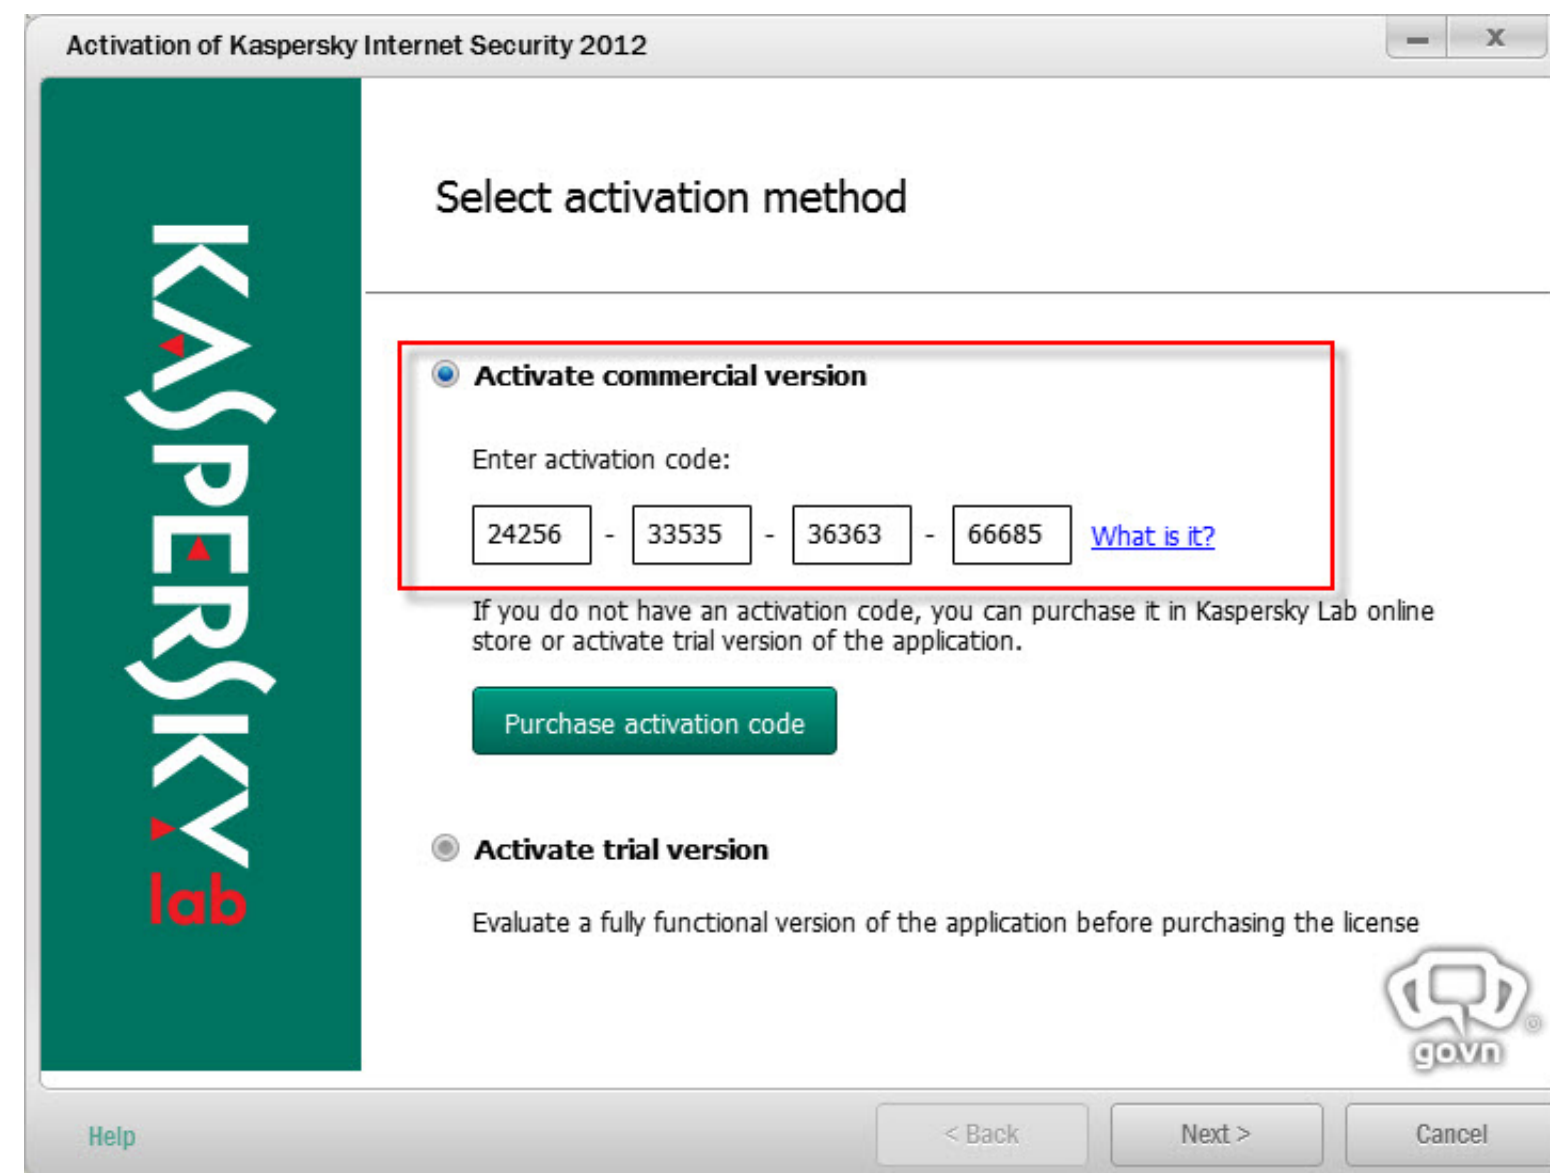 Activation of Kaspersky Internet Security 2012
x
KASPERSKY lab
Select activation method
Activate commercial version
Enter activation code:
24256 - 33535 - 36363 - 66685 What is it?
If you do not have an activation code, you can purchase it in Kaspersky Lab online
store or activate trial version of the application.
Purchase activation code
Activate trial version
Evaluate a fully functional version of the application before purchasing the license
go.vn
Help < Back Next > Cancel